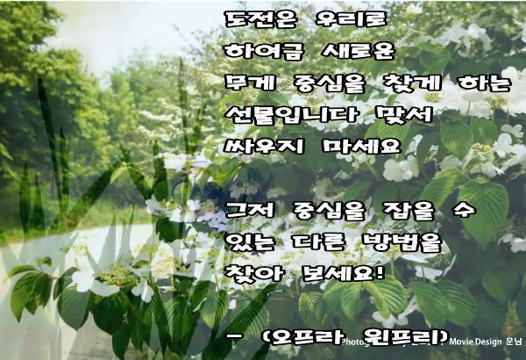 도전은 우리로
하여금 새로운
무게 중심을 찾게 하는
선물입니다 맞서
싸우지 마세요
그저 중심을 잡을 수
있는 다른 방법을
찾아 보세요!
- (오프라 윈프리)
Movie Design 문님